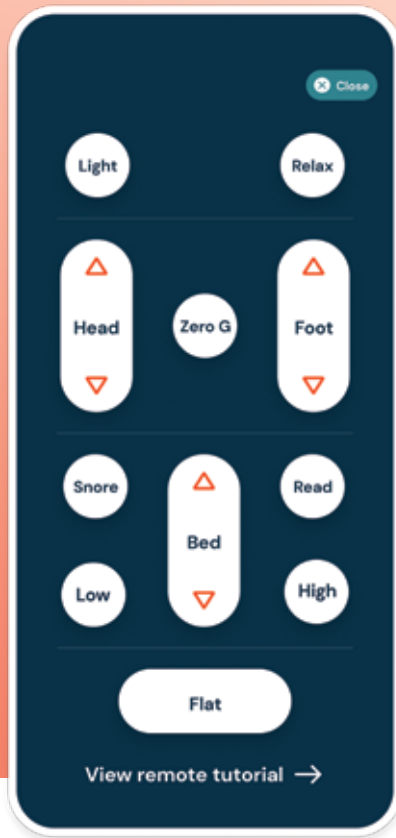 Close
Light
Relax
Head
Zero G
Foot
Snore
Read
Bed
Low
High
Flat
View remote tutorial →